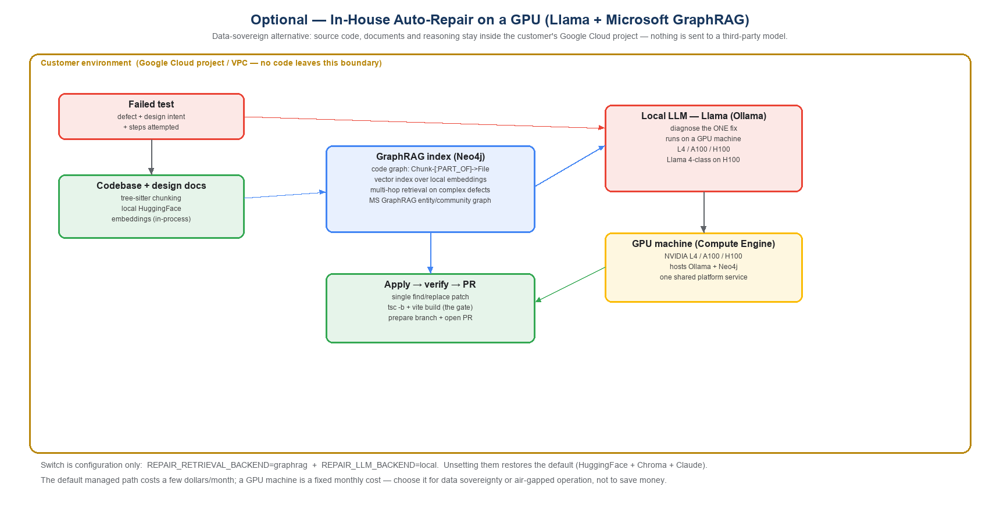 Optional — In-House Auto-Repair on a GPU (Llama + Microsoft GraphRAG)
Data-sovereign alternative: source code, documents and reasoning stay inside the customer's Google Cloud project — nothing is sent to a third-party model.
Customer environment (Google Cloud project / VPC — no code leaves this boundary)
Failed test
defect + design intent
+ steps attempted
Codebase + design docs
tree-sitter chunking
local HuggingFace
embeddings (in-process)
GraphRAG index (Neo4j)
code graph: Chunk-[:PART_OF]->File
vector index over local embeddings
multi-hop retrieval on complex defects
MS GraphRAG entity/community graph
Local LLM — Llama (Ollama)
diagnose the ONE fix
runs on a GPU machine
L4 / A100 / H100
Llama 4-class on H100
GPU machine (Compute Engine)
NVIDIA L4 / A100 / H100
hosts Ollama + Neo4j
one shared platform service
Apply → verify → PR
single find/replace patch
tsc -b + vite build (the gate)
prepare branch + open PR
Switch is configuration only: REPAIR_RETRIEVAL_BACKEND=graphrag + REPAIR_LLM_BACKEND=local. Unsetting them restores the default (HuggingFace + Chroma + Claude).
The default managed path costs a few dollars/month; a GPU machine is a fixed monthly cost — choose it for data sovereignty or air-gapped operation, not to save money.